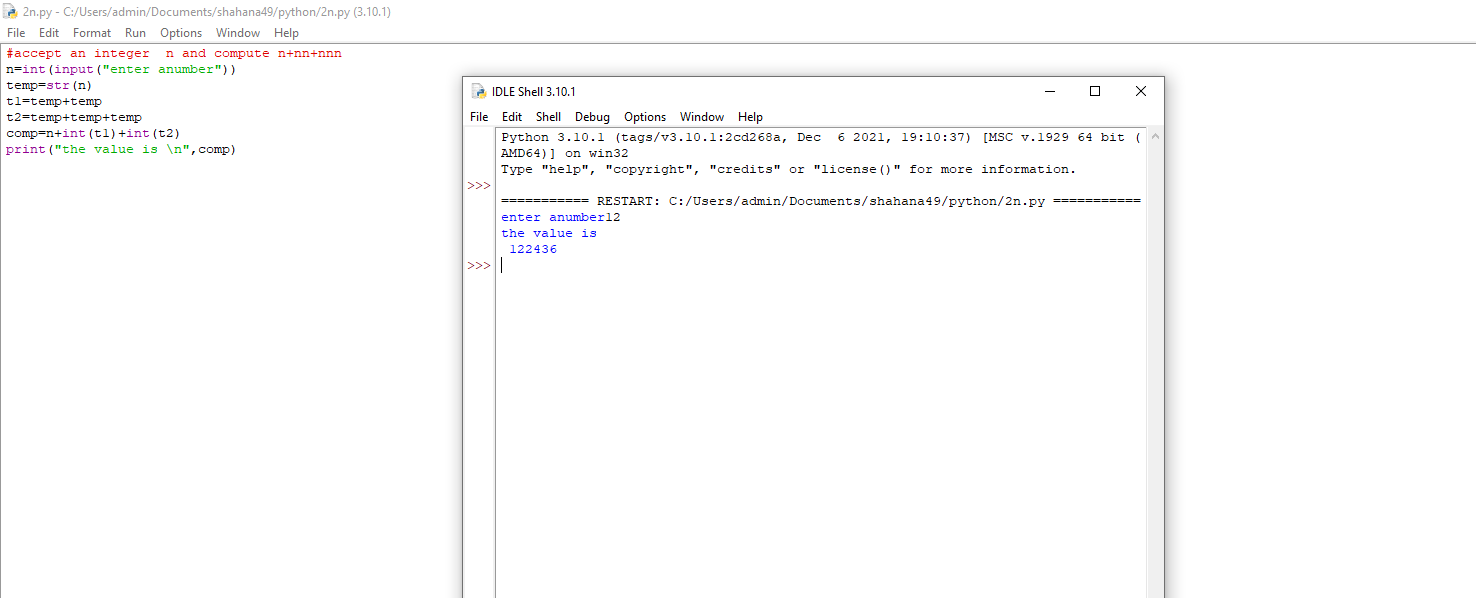 2n.py - C:/Users/admin/Documents/shahana49/python/2n.py (3.10.1)
File Edit Format Run Options Window Help
#accept an integer  n and compute n+nn+nnn
n=int(input("enter anumber"))
temp=str(n)
t1=temp+temp
t2=temp+temp+temp
comp=n+int(t1)+int(t2)
print("the value is \n",comp)
IDLE Shell 3.10.1
File Edit Shell Debug Options Window Help
Python 3.10.1 (tags/v3.10.1:2cd268a, Dec  6 2021, 19:10:37) [MSC v.1929 64 bit (
AMD64)] on win32
Type "help", "copyright", "credits" or "license()" for more information.
>>>
=========== RESTART: C:/Users/admin/Documents/shahana49/python/2n.py ===========
enter anumber12
the value is
 122436
>>>